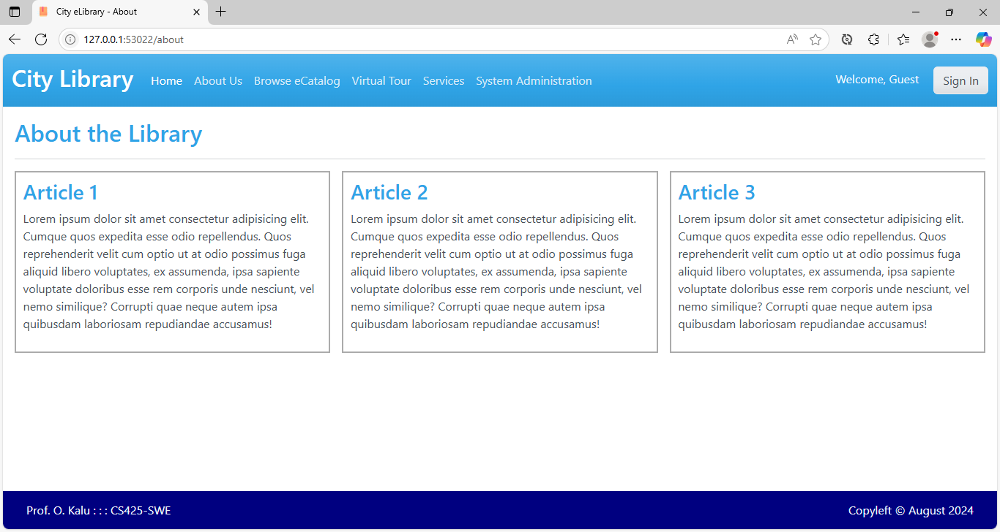 City eLibrary - About
127.0.0.1:53022/about
City Library Home About Us Browse eCatalog Virtual Tour Services System Administration Welcome, Guest Sign In
About the Library
Article 1
Lorem ipsum dolor sit amet consectetur adipisicing elit.
Cumque quos expedita esse odio repellendus. Quos
reprehenderit velit cum optio ut at odio possimus fuga
aliquid libero voluptates, ex assumenda, ipsa sapiente
voluptate doloribus esse rem corporis unde nesciunt, vel
nemo similique? Corrupti quae neque autem ipsa
quibusdam laboriosam repudiandae accusamus!
Article 2
Lorem ipsum dolor sit amet consectetur adipisicing elit.
Cumque quos expedita esse odio repellendus. Quos
reprehenderit velit cum optio ut at odio possimus fuga
aliquid libero voluptates, ex assumenda, ipsa sapiente
voluptate doloribus esse rem corporis unde nesciunt, vel
nemo similique? Corrupti quae neque autem ipsa
quibusdam laboriosam repudiandae accusamus!
Article 3
Lorem ipsum dolor sit amet consectetur adipisicing elit.
Cumque quos expedita esse odio repellendus. Quos
reprehenderit velit cum optio ut at odio possimus fuga
aliquid libero voluptates, ex assumenda, ipsa sapiente
voluptate doloribus esse rem corporis unde nesciunt, vel
nemo similique? Corrupti quae neque autem ipsa
quibusdam laboriosam repudiandae accusamus!
Prof. O. Kalu : : : CS425-SWE Copyleft © August 2024